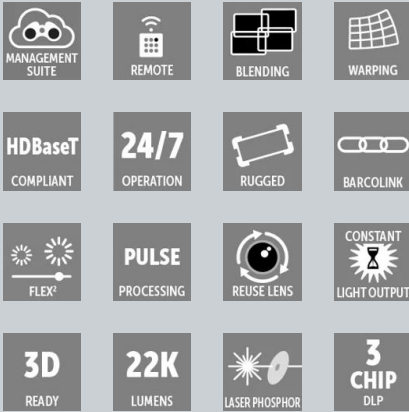 MANAGEMENT
SUITE
REMOTE
BLENDING
WARPING
HDBaseT
COMPLIANT
24/7
OPERATION
RUGGED
BARCOLINK
FLEX²
PULSE
PROCESSING
REUSE LENS
CONSTANT
LIGHT OUTPUT
3D
READY
22K
LUMENS
LASER PHOSPHOR
3
CHIP
DLP